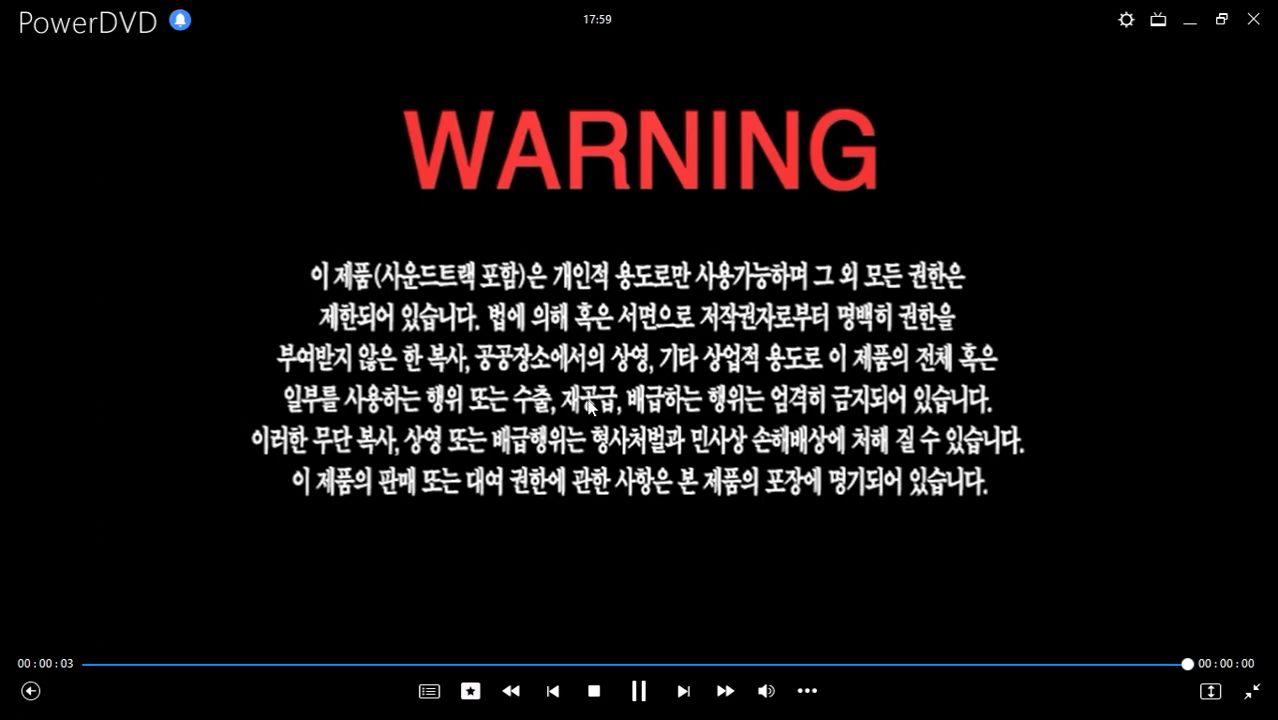 PowerDVD
17:59
WARNING
이 제품(사운드트랙 포함)은 개인적 용도로만 사용가능하며 그 외 모든 권한은
제한되어 있습니다. 법에 의해 혹은 서면으로 저작권자로부터 명백히 권한을
부여받지 않은 한 복사, 공공장소에서의 상영, 기타 상업적 용도로 이 제품의 전체 혹은
일부를 사용하는 행위 또는 수출, 재공급, 배급하는 행위는 엄격히 금지되어 있습니다.
이러한 무단 복사, 상영 또는 배급행위는 형사처벌과 민사상 손해배상에 처해 질 수 있습니다.
이 제품의 판매 또는 대여 권한에 관한 사항은 본 제품의 포장에 명기되어 있습니다.
00:00:03
00:00:00